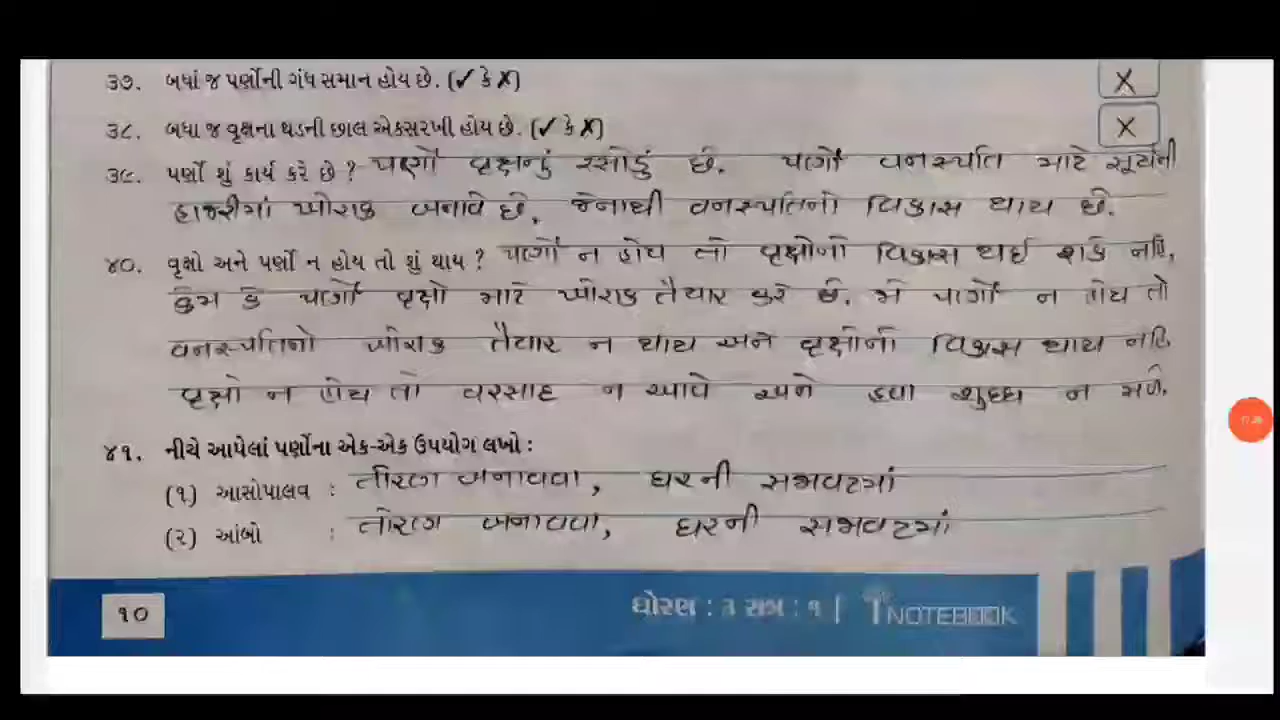 ૩૭. બધાં જ પર્ણોની ગંધ સમાન હોય છે. (✓ કે ✗) X
૩૮. બધા જ વૃક્ષના થડની છાલ એકસરખી હોય છે. (✓ કે ✗) X
૩૯. પર્ણો શું કાર્ય કરે છે? પર્ણો વૃક્ષનું રસોડું છે. પર્ણો વનસ્પતિ માટે સૂર્યની
હાજરીમાં ખોરાક બનાવે છે. જેનાથી વનસ્પતિનો વિકાસ થાય છે.
૪૦. વૃક્ષો અને પર્ણો ન હોય તો શું થાય? પર્ણો ન હોય તો વૃક્ષોનો વિકાસ થઈ શકે નહિ.
કેમ કે પર્ણો વૃક્ષો માટે ખોરાક તૈયાર કરે છે. જો પર્ણો ન હોય તો
વનસ્પતિનો ખોરાક તૈયાર ન થાય અને વૃક્ષોનો વિકાસ થાય નહિ.
વૃક્ષો ન હોય તો વરસાદ ન આવે અને હવા શુધ્ધ ન મળે.
૪૧. નીચે આપેલાં પર્ણોના એક-એક ઉપયોગ લખો :
(૧) આસોપાલવ : તોરણ બનાવવા, ઘરની સજાવટમાં
(૨) આંબો : તોરણ બનાવવા, ઘરની સજાવટમાં
૧૦ ધોરણ : ૩ સત્ર : ૧ | NOTEBOOK